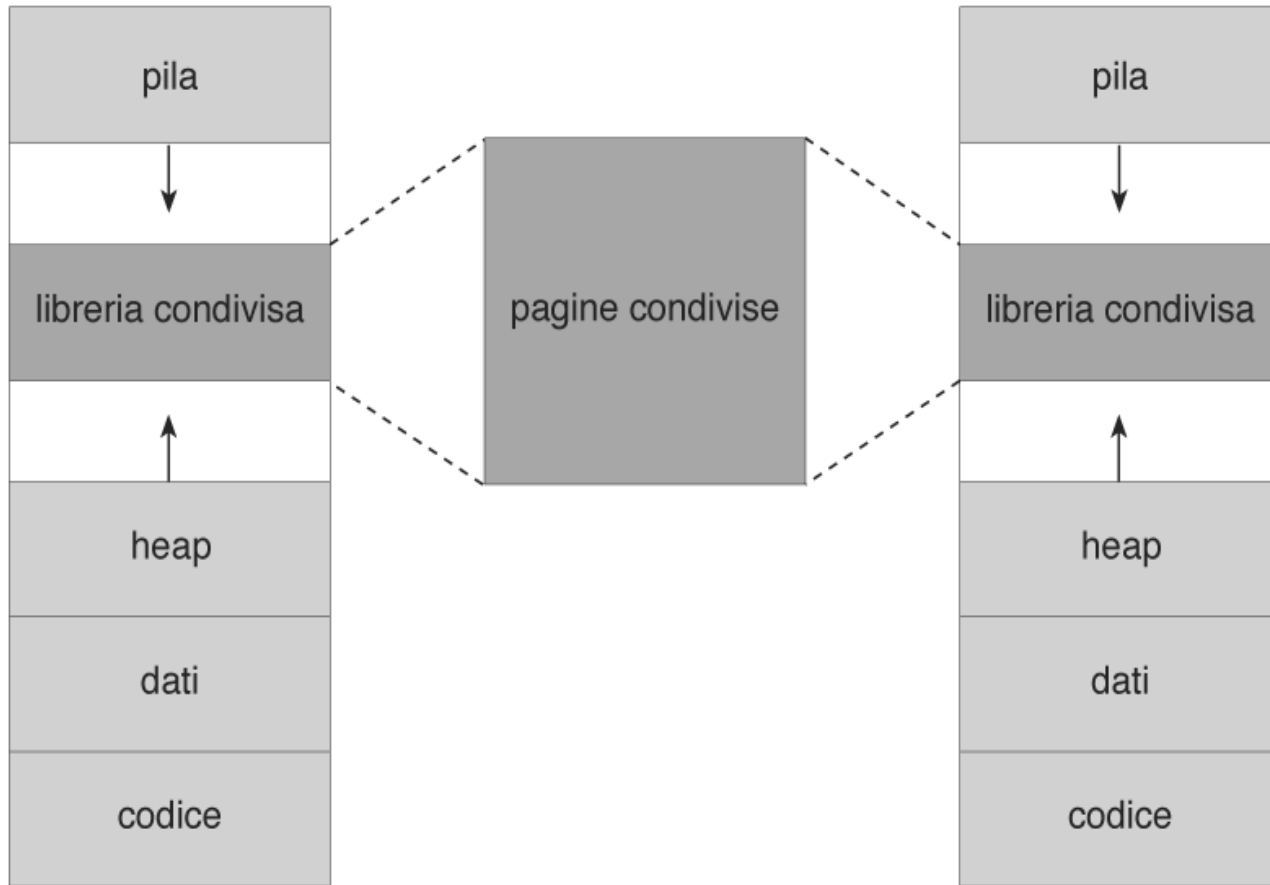 pila
libreria condivisa
heap
dati
codice
pagine condivise
pila
libreria condivisa
heap
dati
codice